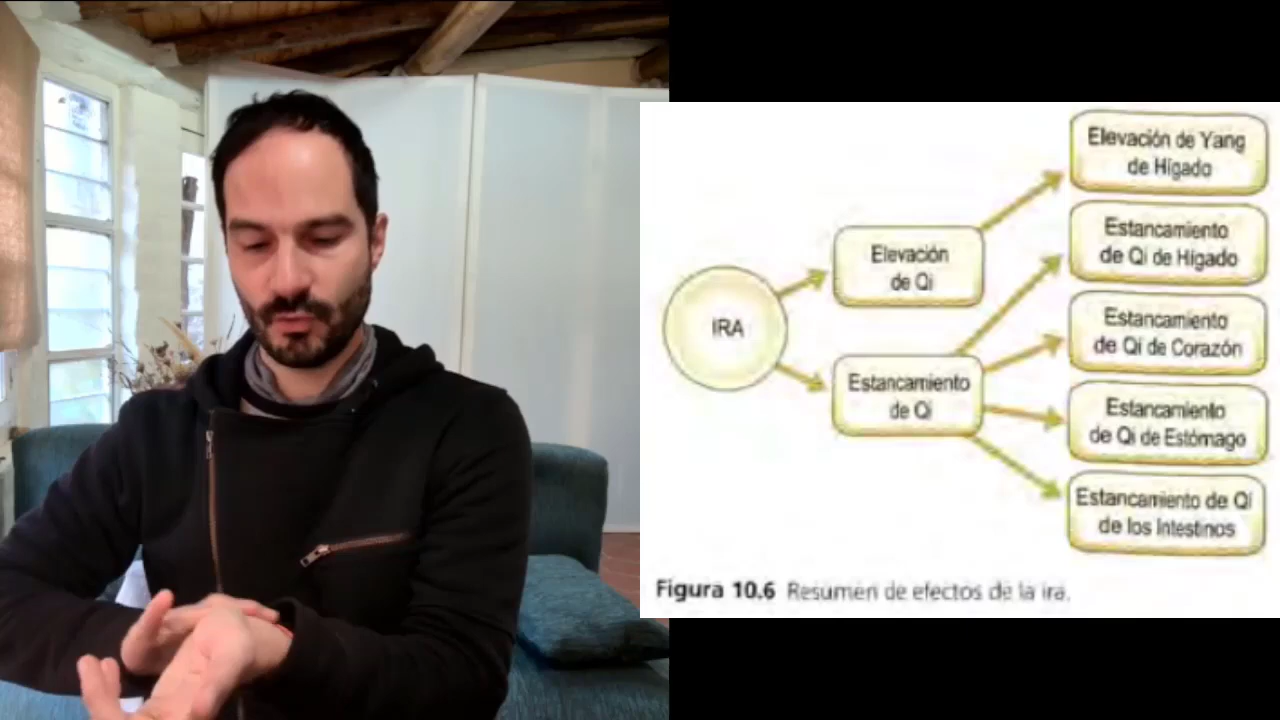 IRA
Elevación
de Qi
Estancamiento
de Qi
Elevación de Yang
de Hígado
Estancamiento
de Qi de Hígado
Estancamiento
de Qi de Corazón
Estancamiento
de Qi de Estómago
Estancamiento de Qi
de los Intestinos
Figura 10.6 Resumen de efectos de la ira.